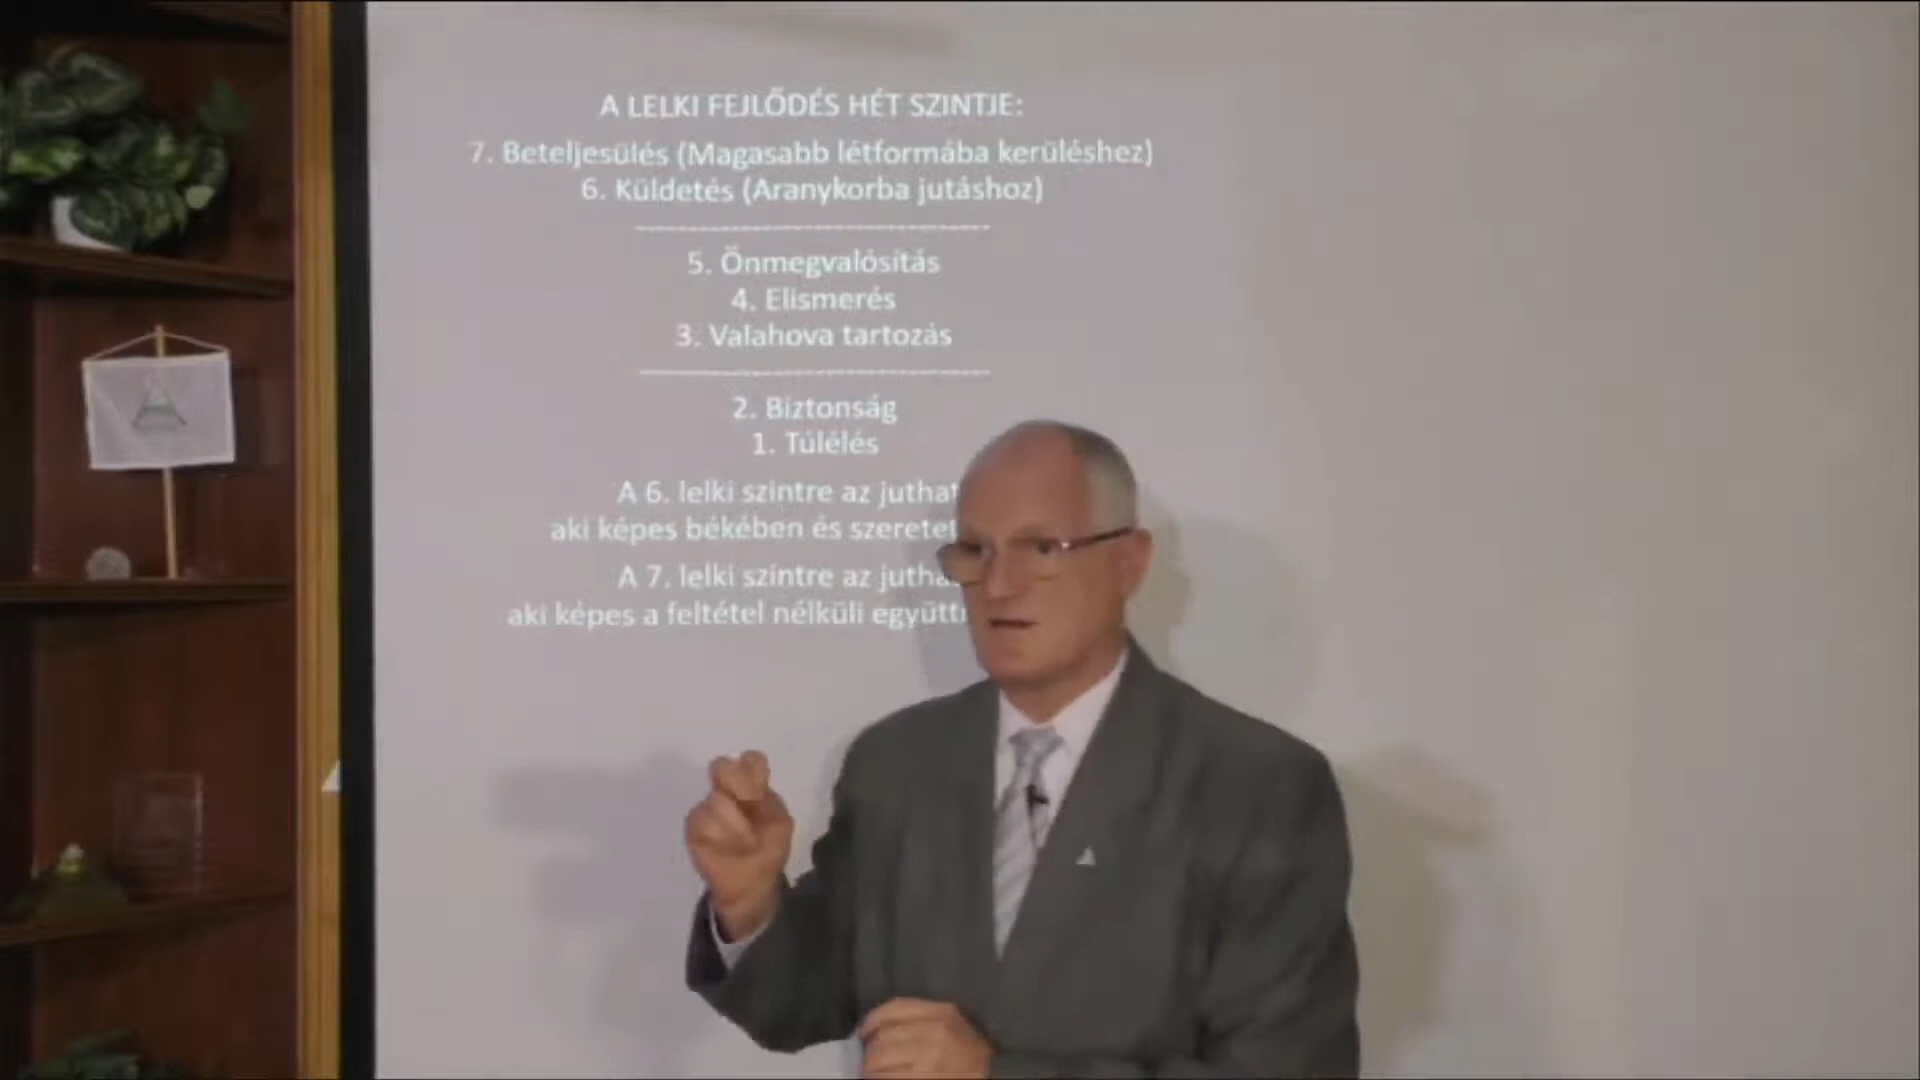 A LELKI FEJLŐDÉS HÉT SZINTJE:
7. Beteljesülés (Magasabb létformába kerüléshez)
6. Küldetés (Aranykorba jutáshoz)
5. Önmegvalósítás
4. Elismerés
3. Valahova tartozás
2. Biztonság
1. Túlélés
A 6. lelki szintre az juthat
aki képes békében és szeretet
A 7. lelki szintre az
aki képes a feltétel nélküli